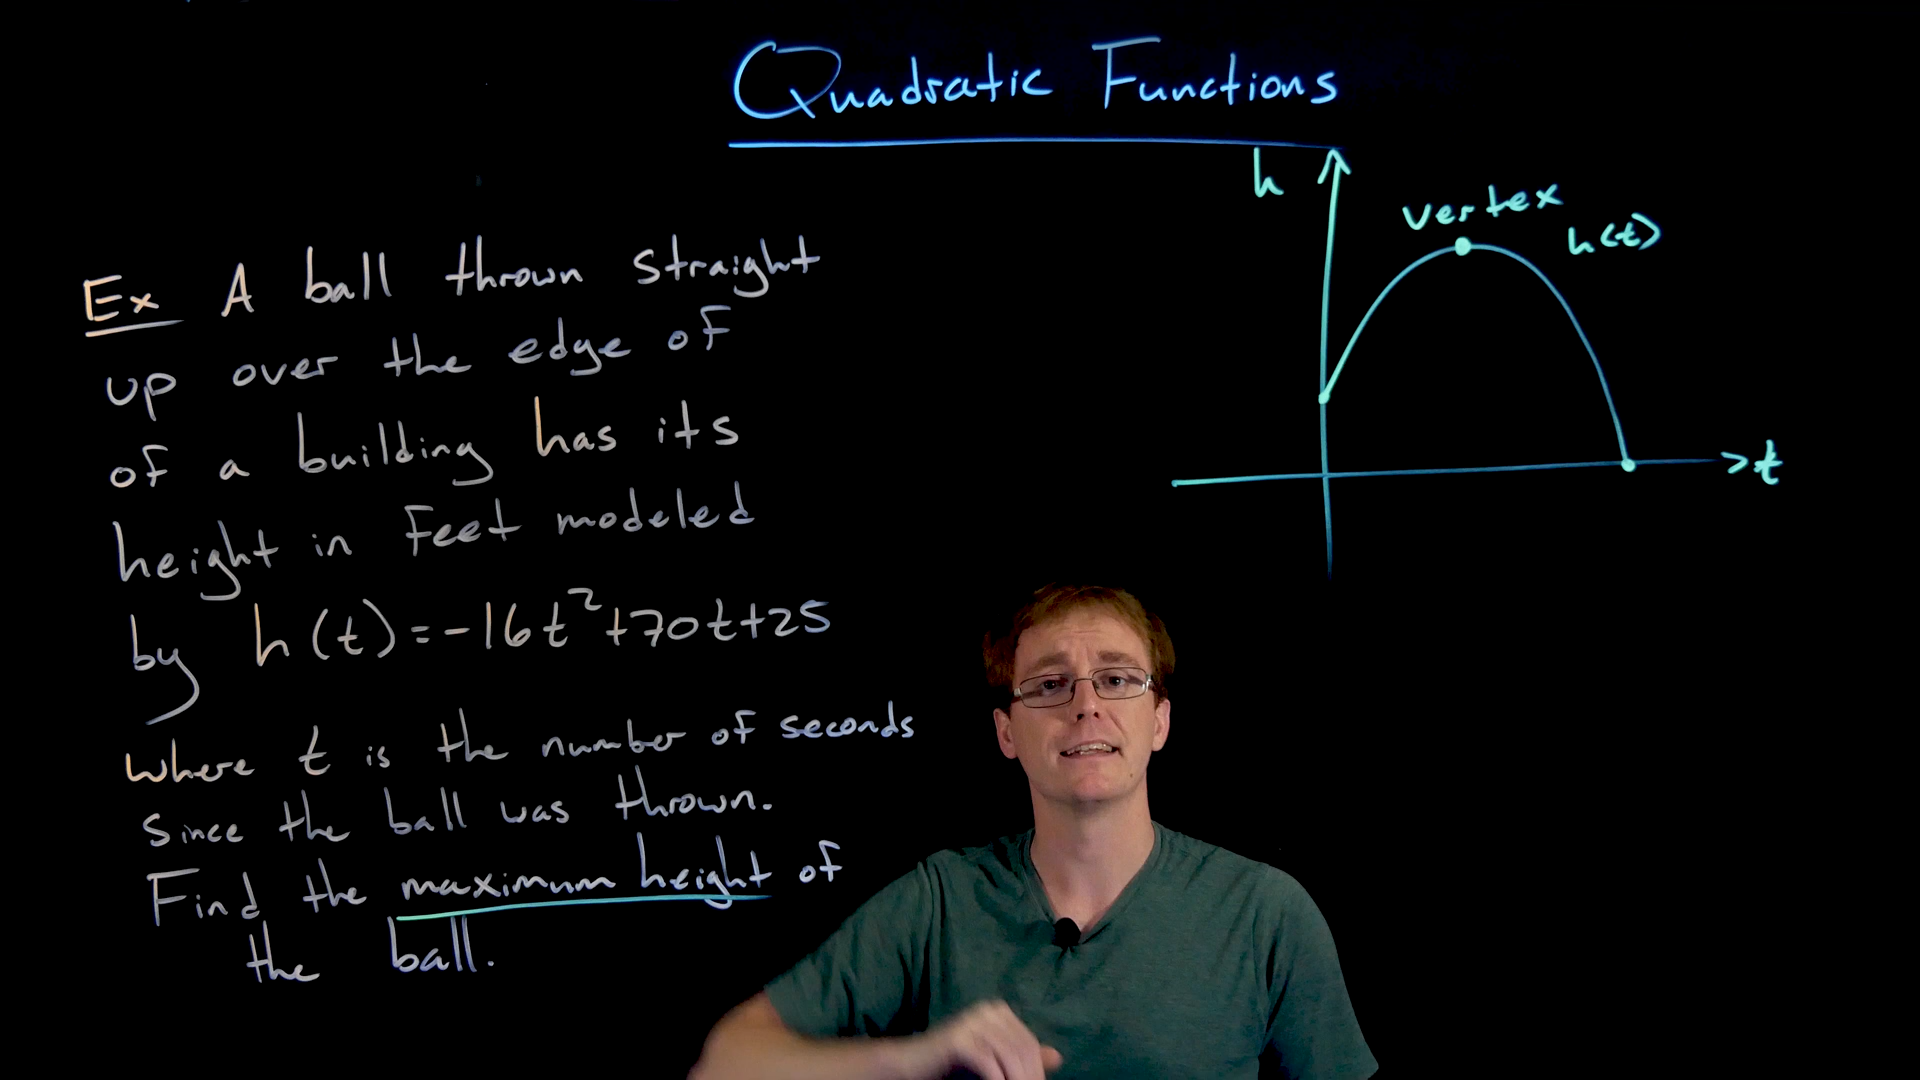 Quadratic Functions
Ex A ball thrown straight
up over the edge of
of a building has its
height in feet modeled
by h(t)=-16t²+70t+25
where t is the number of seconds
since the ball was thrown.
Find the maximum height of
the ball.
h
vertex
h(t)
t